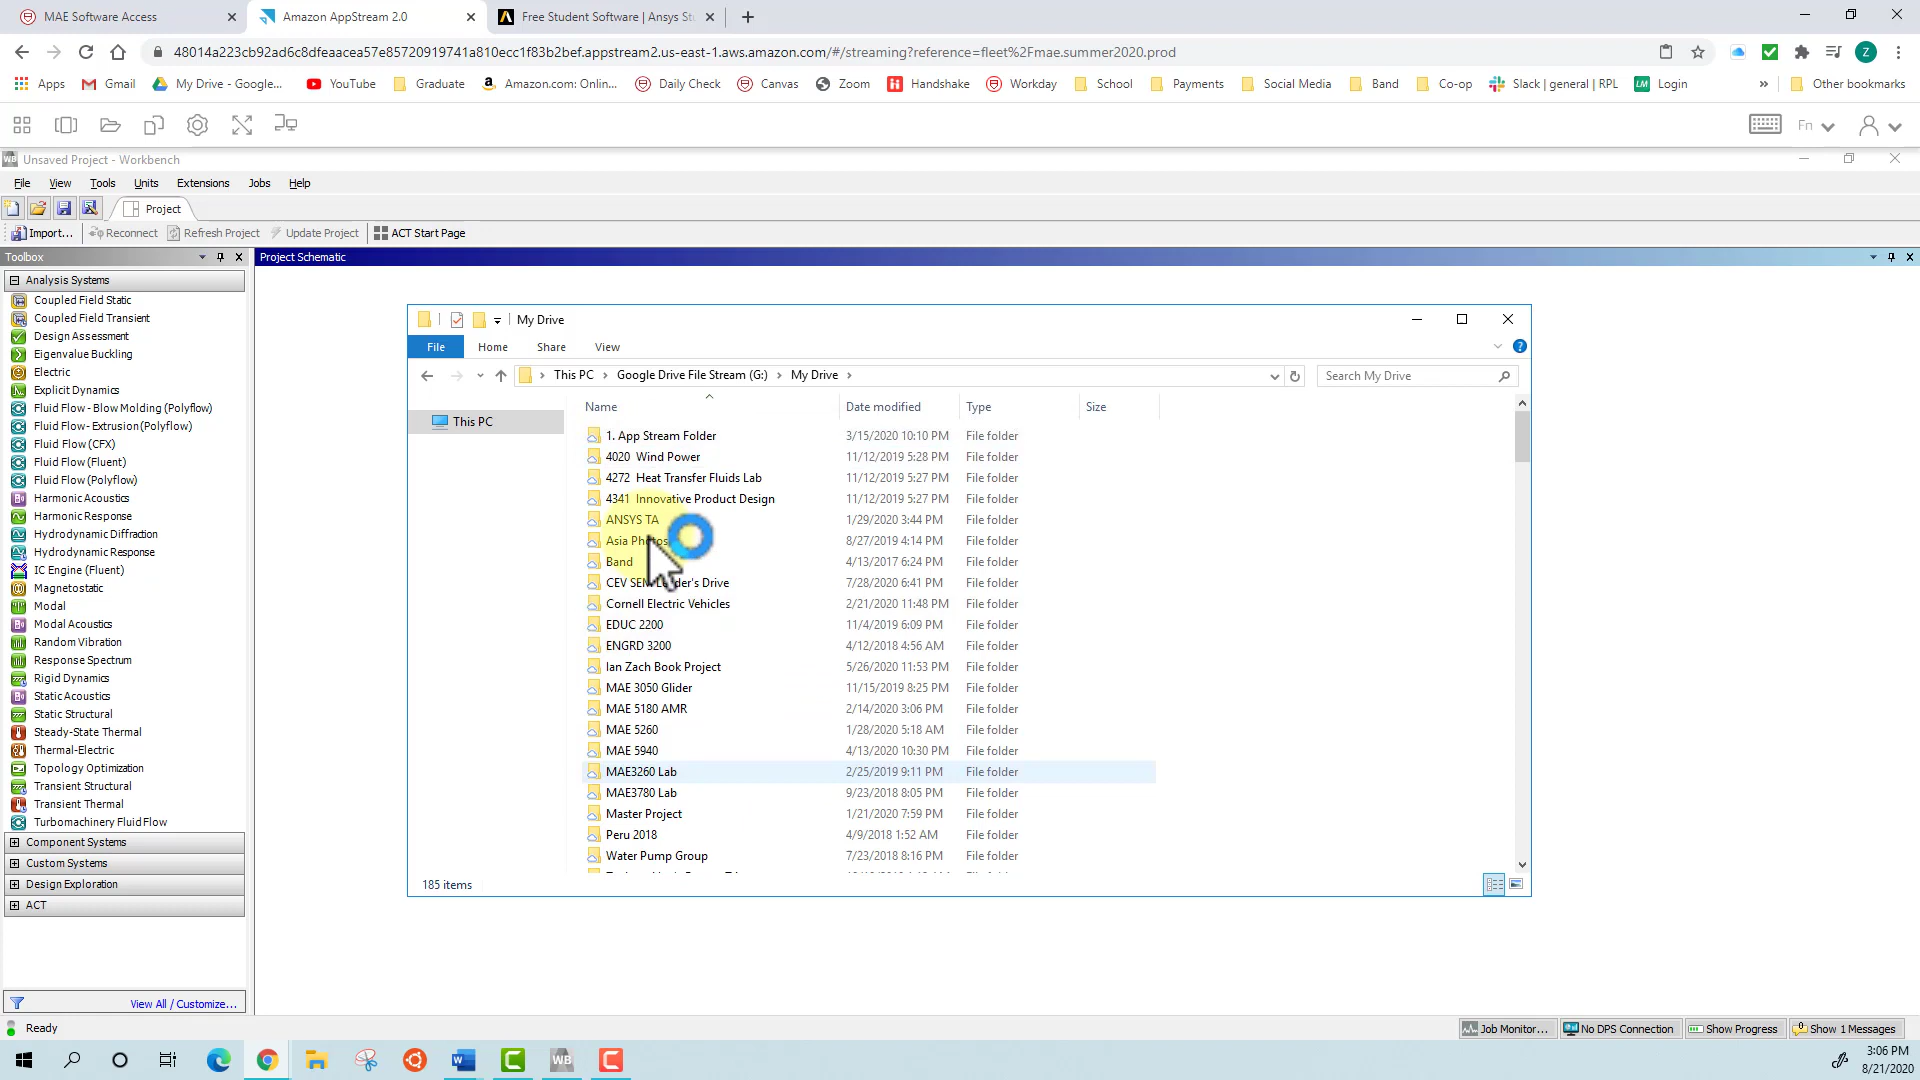 MAE Software Access
Amazon AppStream 2.0
Free Student Software | Ansys St
48014a223cb92ad6c8dfeaacea57e85720919741a810ecc1f83b2bef.appstream2.us-east-1.aws.amazon.com/#/streaming?reference=fleet%2Fmae.summer2020.prod
Z
Apps Gmail My Drive - Google... YouTube Graduate Amazon.com: Onlin... Daily Check Canvas Zoom Handshake Workday School Payments Social Media Band Co-op Slack | general | RPL LM Login » Other bookmarks
Fn
WB Unsaved Project - Workbench
File View Tools Units Extensions Jobs Help
Project
Import... Reconnect Refresh Project Update Project ACT Start Page
Toolbox
Project Schematic
Analysis Systems
Coupled Field Static
Coupled Field Transient
Design Assessment
Eigenvalue Buckling
Electric
Explicit Dynamics
Fluid Flow - Blow Molding (Polyflow)
Fluid Flow - Extrusion (Polyflow)
Fluid Flow (CFX)
Fluid Flow (Fluent)
Fluid Flow (Polyflow)
Harmonic Acoustics
Harmonic Response
Hydrodynamic Diffraction
Hydrodynamic Response
IC Engine (Fluent)
Magnetostatic
Modal
Modal Acoustics
Random Vibration
Response Spectrum
Rigid Dynamics
Static Acoustics
Static Structural
Steady-State Thermal
Thermal-Electric
Topology Optimization
Transient Structural
Transient Thermal
Turbomachinery Fluid Flow
Component Systems
Custom Systems
Design Exploration
ACT
View All / Customize...
My Drive
File Home Share View
This PC > Google Drive File Stream (G:) > My Drive >
Search My Drive
This PC
Name Date modified Type Size
1. App Stream Folder 3/15/2020 10:10 PM File folder
4020 Wind Power 11/12/2019 5:28 PM File folder
4272 Heat Transfer Fluids Lab 11/12/2019 5:27 PM File folder
4341 Innovative Product Design 11/12/2019 5:27 PM File folder
ANSYS TA 1/29/2020 3:44 PM File folder
Asia Photos 8/27/2019 4:14 PM File folder
Band 4/13/2017 6:24 PM File folder
CEV SEM Leader's Drive 7/28/2020 6:41 PM File folder
Cornell Electric Vehicles 2/21/2020 11:48 PM File folder
EDUC 2200 11/4/2019 6:09 PM File folder
ENGRD 3200 4/12/2018 4:56 AM File folder
Ian Zach Book Project 5/26/2020 11:53 PM File folder
MAE 3050 Glider 11/15/2019 8:25 PM File folder
MAE 5180 AMR 2/14/2020 3:06 PM File folder
MAE 5260 1/28/2020 5:18 AM File folder
MAE 5940 4/13/2020 10:30 PM File folder
MAE3260 Lab 2/25/2019 9:11 PM File folder
MAE3780 Lab 9/23/2018 8:05 PM File folder
Master Project 1/21/2020 7:59 PM File folder
Peru 2018 4/9/2018 1:52 AM File folder
Water Pump Group 7/23/2018 8:16 PM File folder
185 items
Ready
Job Monitor... No DPS Connection Show Progress Show 1 Messages
WB
3:06 PM
8/21/2020